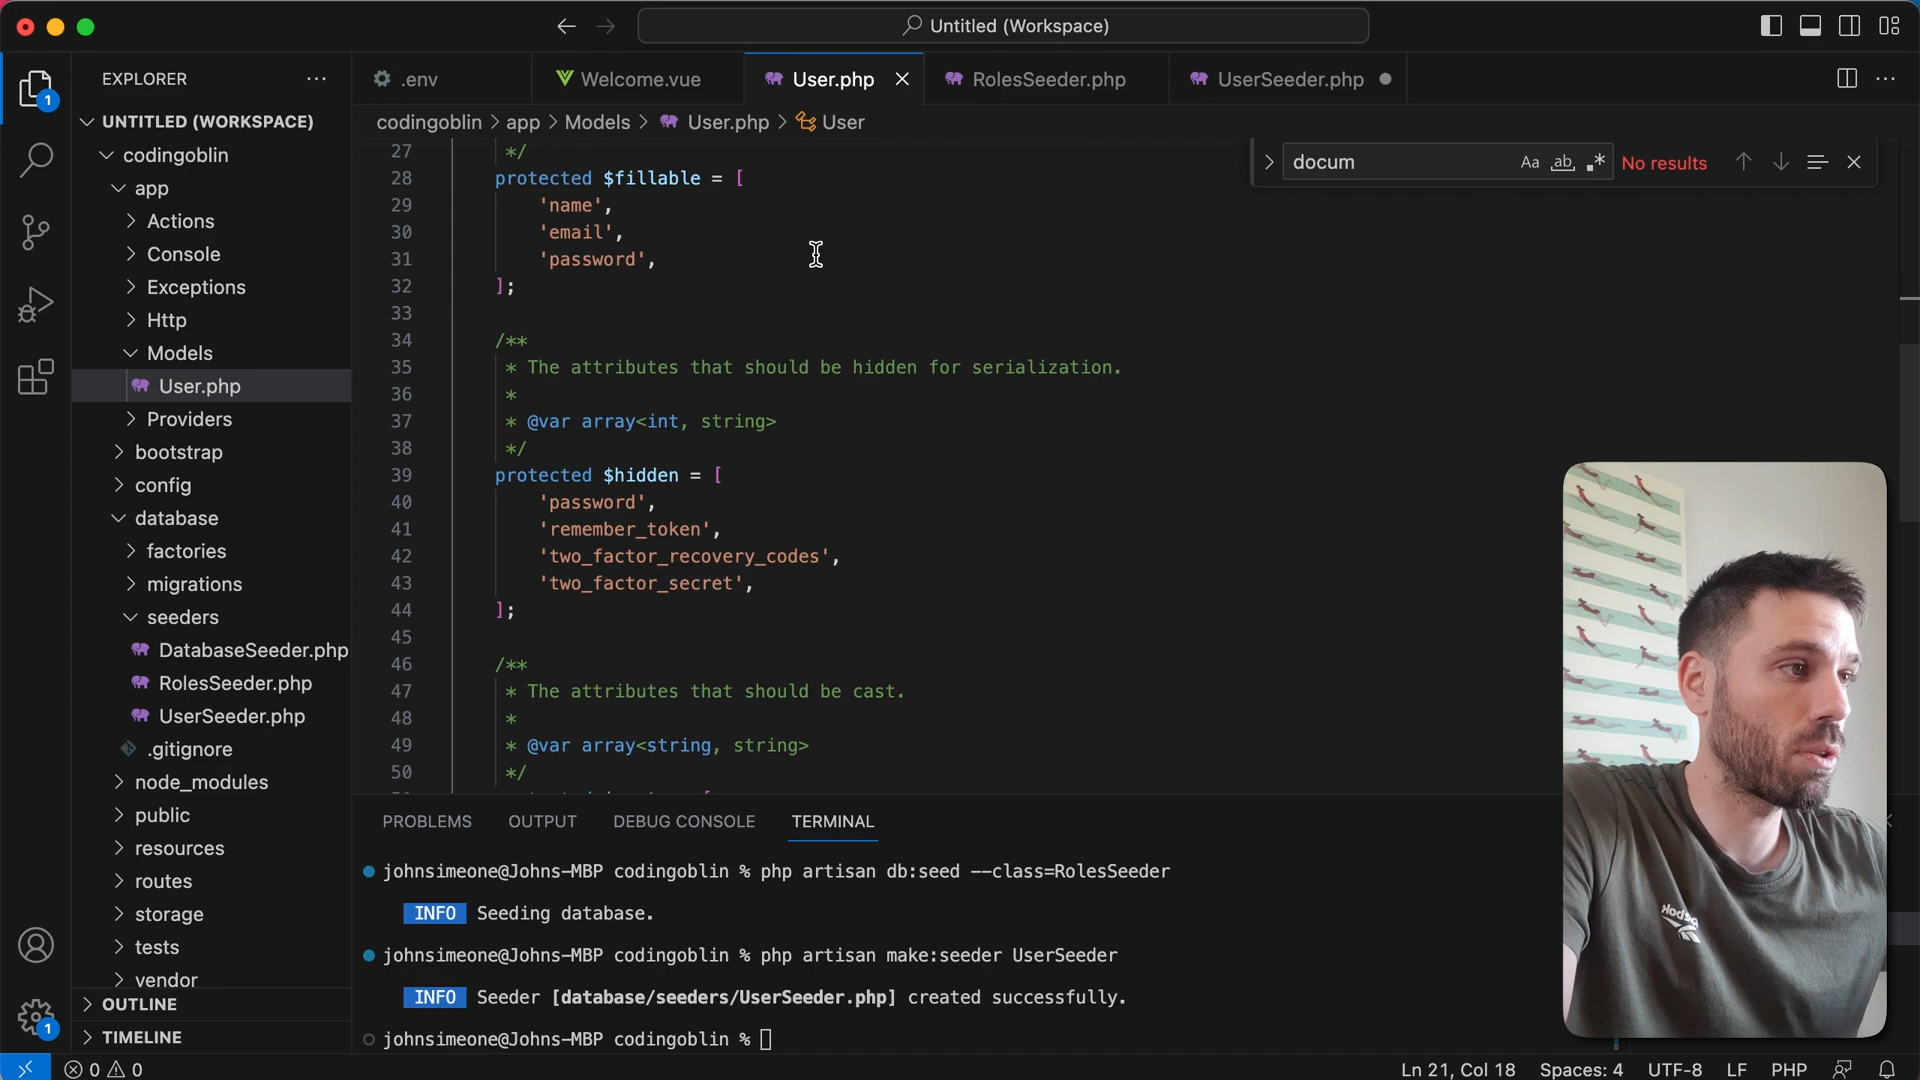 Untitled (Workspace)
EXPLORER
.env
Welcome.vue
User.php
RolesSeeder.php
UserSeeder.php
1
UNTITLED (WORKSPACE)
codingoblin
app
Actions
Console
Exceptions
Http
Models
User.php
Providers
bootstrap
config
database
factories
migrations
seeders
DatabaseSeeder.php
RolesSeeder.php
UserSeeder.php
.gitignore
node_modules
public
resources
routes
storage
tests
vendor
OUTLINE
TIMELINE
1
codingoblin > app > Models > User.php > User
docum Aa ab .* No results
27 */
28 protected $fillable = [
29 'name',
30 'email',
31 'password',
32 ];
33
34 /**
35 * The attributes that should be hidden for serialization.
36 *
37 * @var array<int, string>
38 */
39 protected $hidden = [
40 'password',
41 'remember_token',
42 'two_factor_recovery_codes',
43 'two_factor_secret',
44 ];
45
46 /**
47 * The attributes that should be cast.
48 *
49 * @var array<string, string>
50 */
PROBLEMS OUTPUT DEBUG CONSOLE TERMINAL
johnsimeone@Johns-MBP codingoblin % php artisan db:seed --class=RolesSeeder
INFO Seeding database.
johnsimeone@Johns-MBP codingoblin % php artisan make:seeder UserSeeder
INFO Seeder [database/seeders/UserSeeder.php] created successfully.
johnsimeone@Johns-MBP codingoblin %
Reebok
0 0
Ln 21, Col 18 Spaces: 4 UTF-8 LF PHP